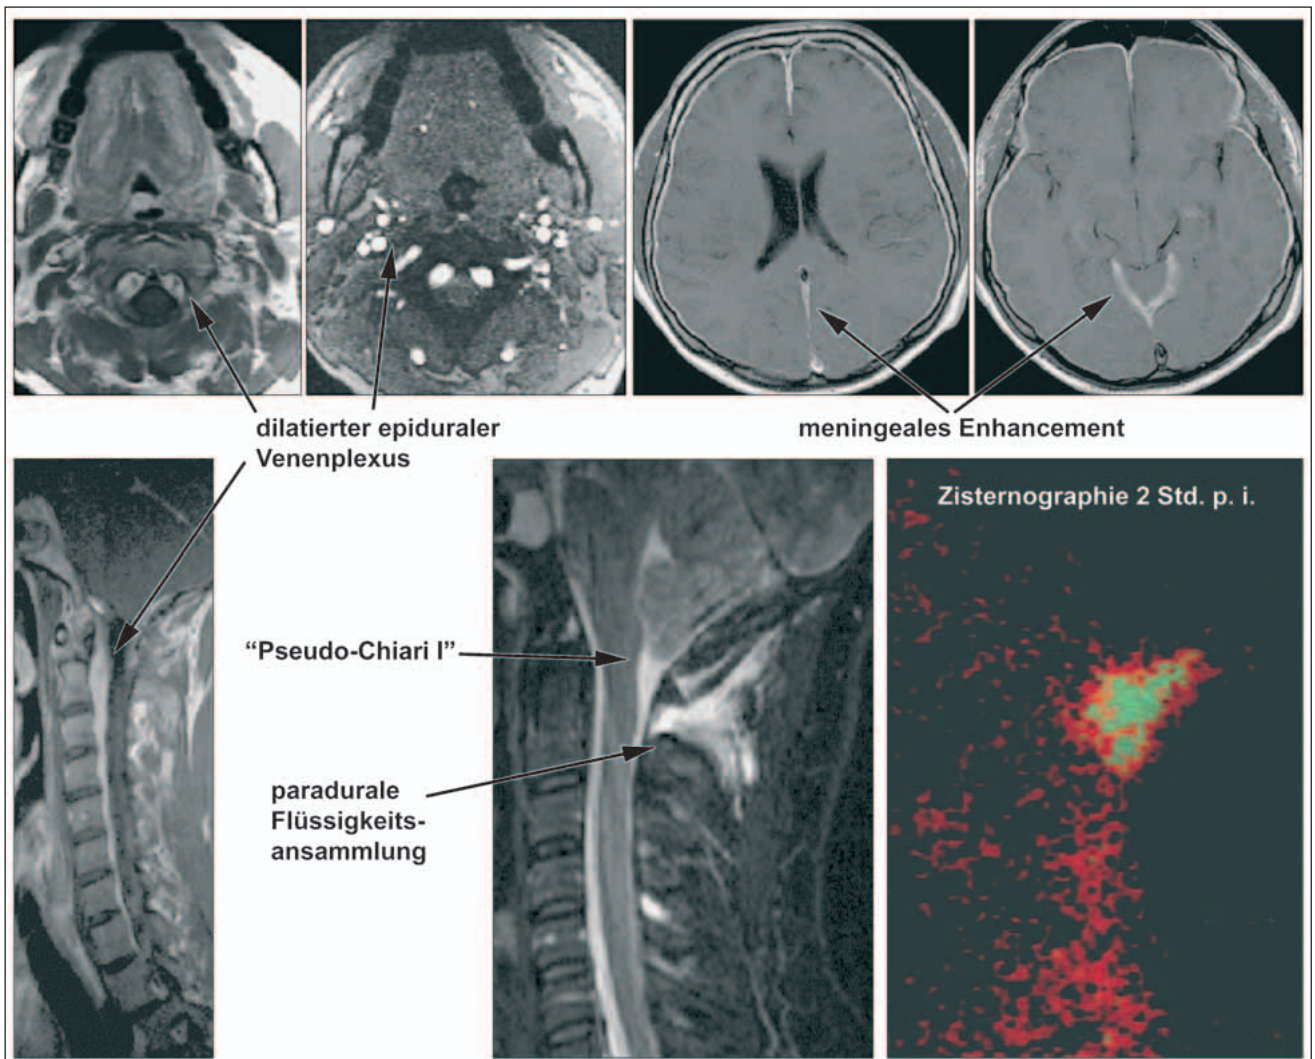 dilatierter epiduraler
Venenplexus
meningeales Enhancement
Zisternographie 2 Std. p. i.
“Pseudo-Chiari I”
paradurale
Flüssigkeits-
ansammlung